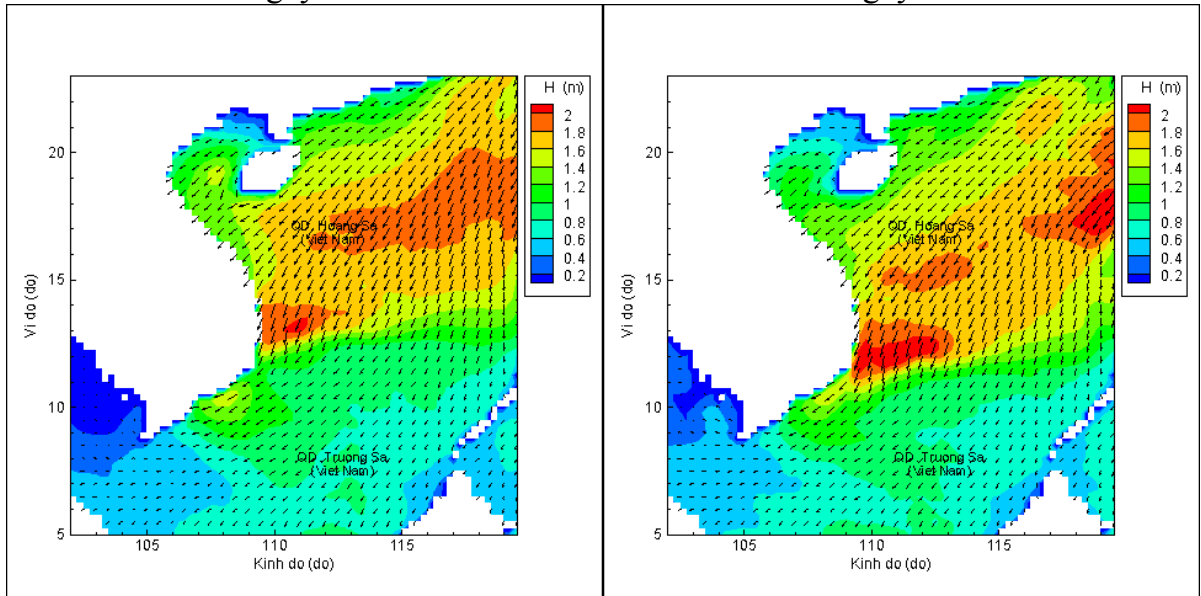 H (m)
2
1.8
1.6
1.4
1.2
1
0.8
0.6
0.4
0.2
20
15
10
5
Vi do (do)
QD. Hoang Sa
(Viet Nam)
QD. Truong Sa
(Viet Nam)
105
110
115
Kinh do (do)
H (m)
2
1.8
1.6
1.4
1.2
1
0.8
0.6
0.4
0.2
20
15
10
5
Vi do (do)
QD. Hoang Sa
(Viet Nam)
QD. Truong Sa
(Viet Nam)
105
110
115
Kinh do (do)